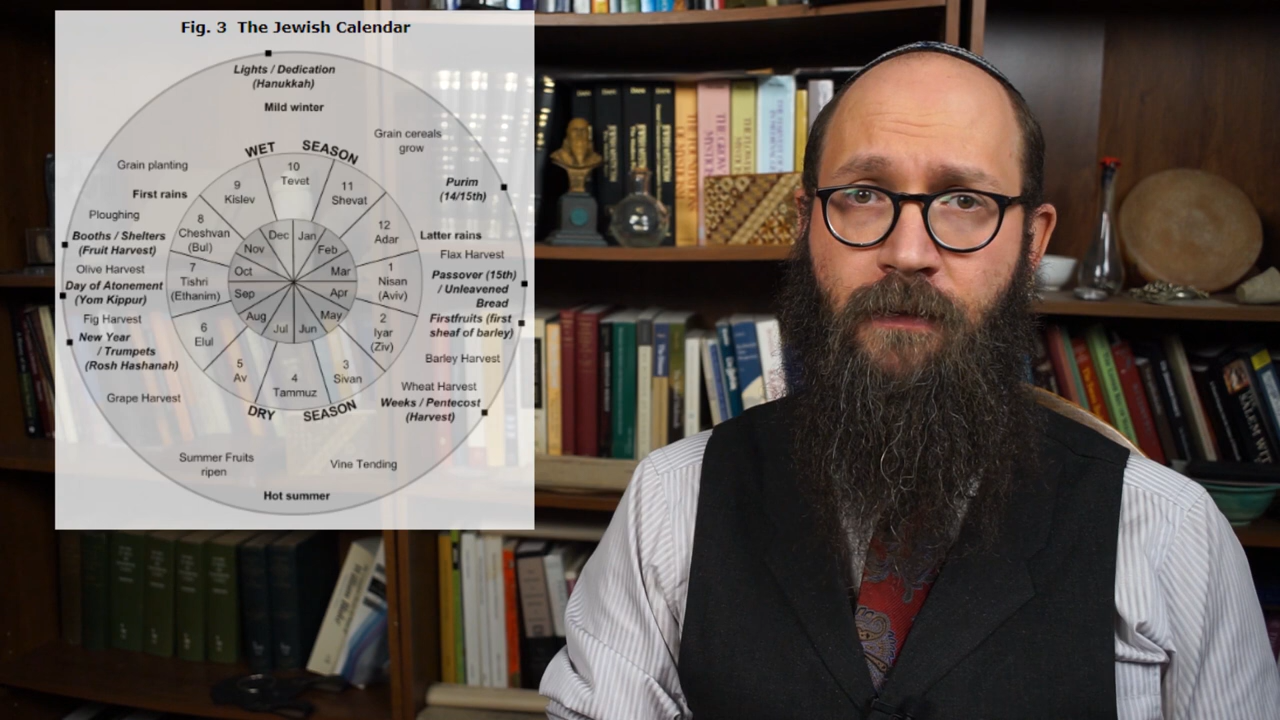 Fig. 3 The Jewish Calendar
Lights / Dedication
(Hanukkah)
Mild winter
Grain cereals
grow
WET SEASON
Grain planting
First rains
Ploughing
Booths / Shelters
(Fruit Harvest)
Olive Harvest
Day of Atonement
(Yom Kippur)
Fig Harvest
New Year
/ Trumpets
(Rosh Hashanah)
Grape Harvest
Purim
(14/15th)
Latter rains
Flax Harvest
Passover (15th)
/ Unleavened
Bread
Firstfruits (first
sheaf of barley)
Barley Harvest
Wheat Harvest
Weeks / Pentecost
(Harvest)
10
Tevet
11
Shevat
12
Adar
1
Nisan
(Aviv)
2
Iyar
(Ziv)
3
Sivan
4
Tammuz
5
Av
6
Elul
7
Tishri
(Ethanim)
8
Cheshvan
(Bul)
9
Kislev
Dec
Jan
Feb
Mar
Apr
May
Jun
Jul
Aug
Sep
Oct
Nov
DRY SEASON
Summer Fruits
ripen
Vine Tending
Hot summer